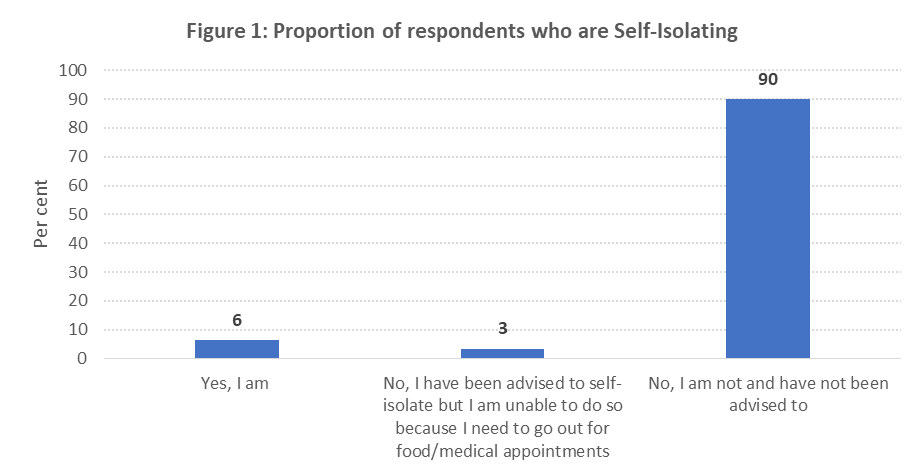 Figure 1: Proportion of respondents who are Self-Isolating
Per cent
100
90
80
70
60
50
40
30
20
10
0
6
3
90
Yes, I am
No, I have been advised to self-
isolate but I am unable to do so
because I need to go out for
food/medical appointments
No, I am not and have not been
advised to